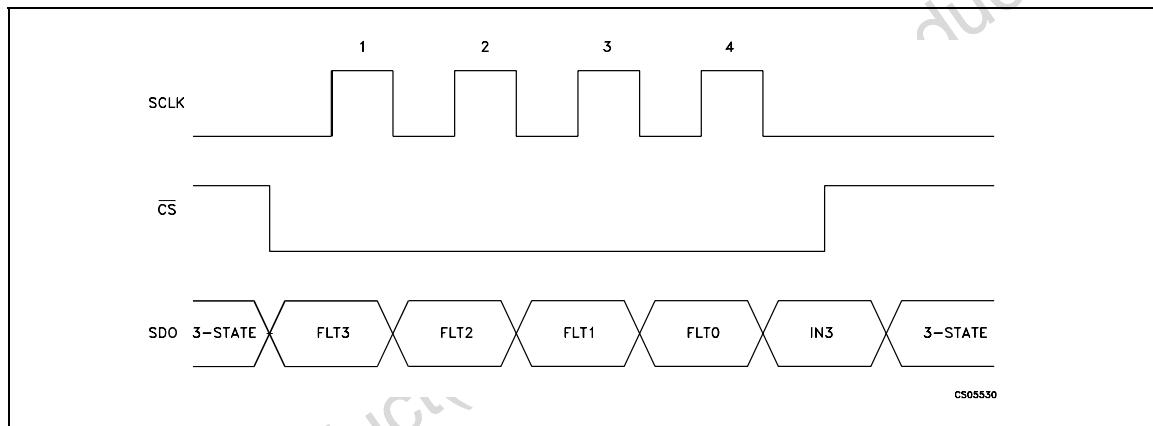 1 2 3 4
SCLK
CS
SDO 3-STATE FLT3 FLT2 FLT1 FLT0 IN3 3-STATE
CS05530